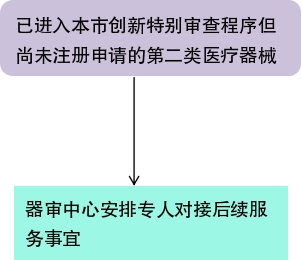 已进入本市创新特别审查程序但
尚未注册申请的第二类医疗器械
器审中心安排专人对接后续服
务事宜